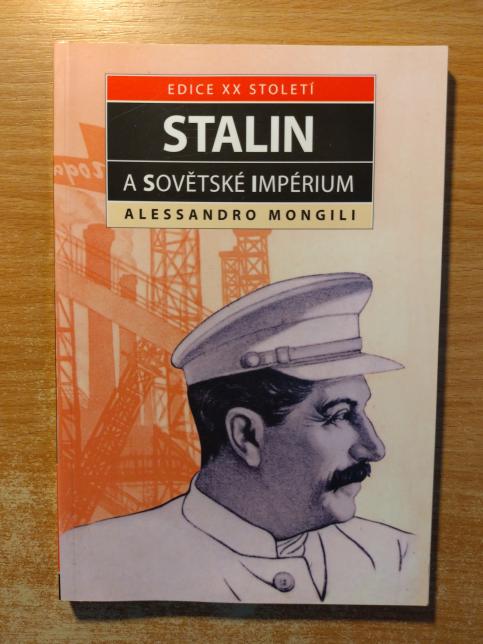 EDICE XX STOLETÍ
STALIN
A SOVĚTSKÉ IMPÉRIUM
ALESSANDRO MONGILI